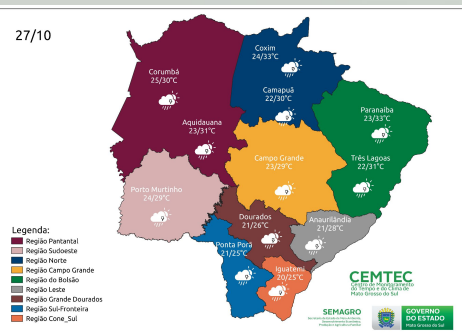 27/10
Coxim
24/33°C
Corumbá
25/30°C
Camapuã
22/30°C
Paranaíba
23/33°C
Aquidauana
23/31°C
Campo Grande
23/29°C
Três Lagoas
22/31°C
Porto Murtinho
24/29°C
Dourados
21/26°C
Anaurilândia
21/28°C
Ponta Porã
21/25°C
Iguatemi
20/25°C
Legenda:
Região Pantanal
Região Sudoeste
Região Norte
Região Campo Grande
Região do Bolsão
Região Leste
Região Grande Dourados
Região Sul-Fronteira
Região Cone_Sul
CEMTEC
Centro de Monitoramento
do Tempo e do Clima de
Mato Grosso do Sul
SEMAGRO
GOVERNO
DO ESTADO
Mato Grosso do Sul